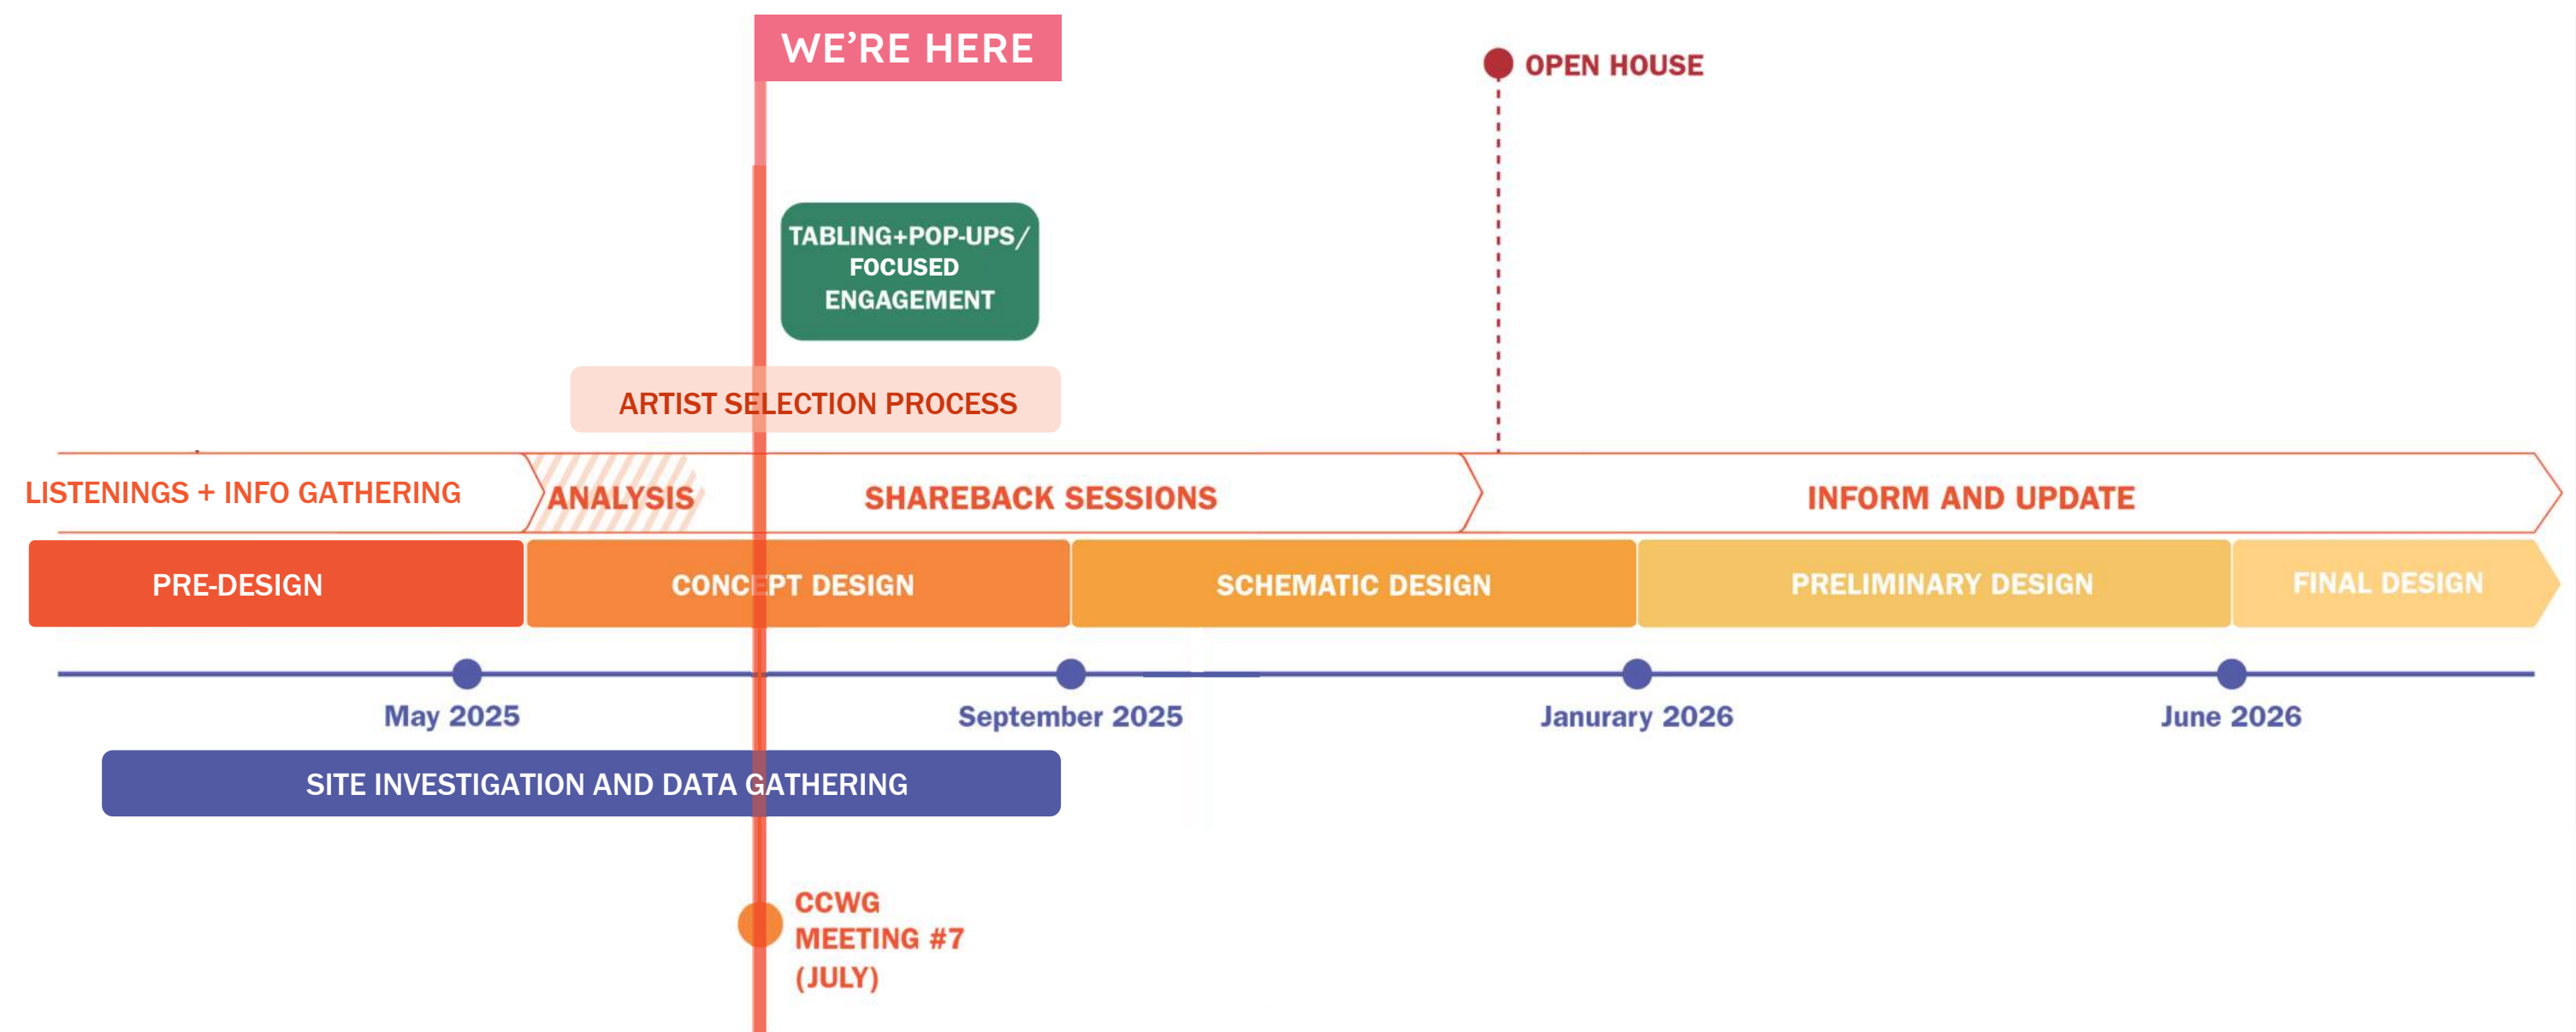 WE'RE HERE
OPEN HOUSE
TABLING+POP-UPS/
FOCUSED
ENGAGEMENT
ARTIST SELECTION PROCESS
LISTENINGS + INFO GATHERING
ANALYSIS
SHAREBACK SESSIONS
INFORM AND UPDATE
PRE-DESIGN
CONCEPT DESIGN
SCHEMATIC DESIGN
PRELIMINARY DESIGN
FINAL DESIGN
May 2025
September 2025
Janurary 2026
June 2026
SITE INVESTIGATION AND DATA GATHERING
CCWG
MEETING #7
(JULY)